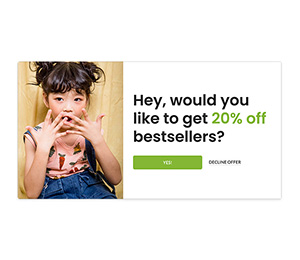 Hey, would you
like to get 20% off
bestsellers?
YES!
DECLINE OFFER